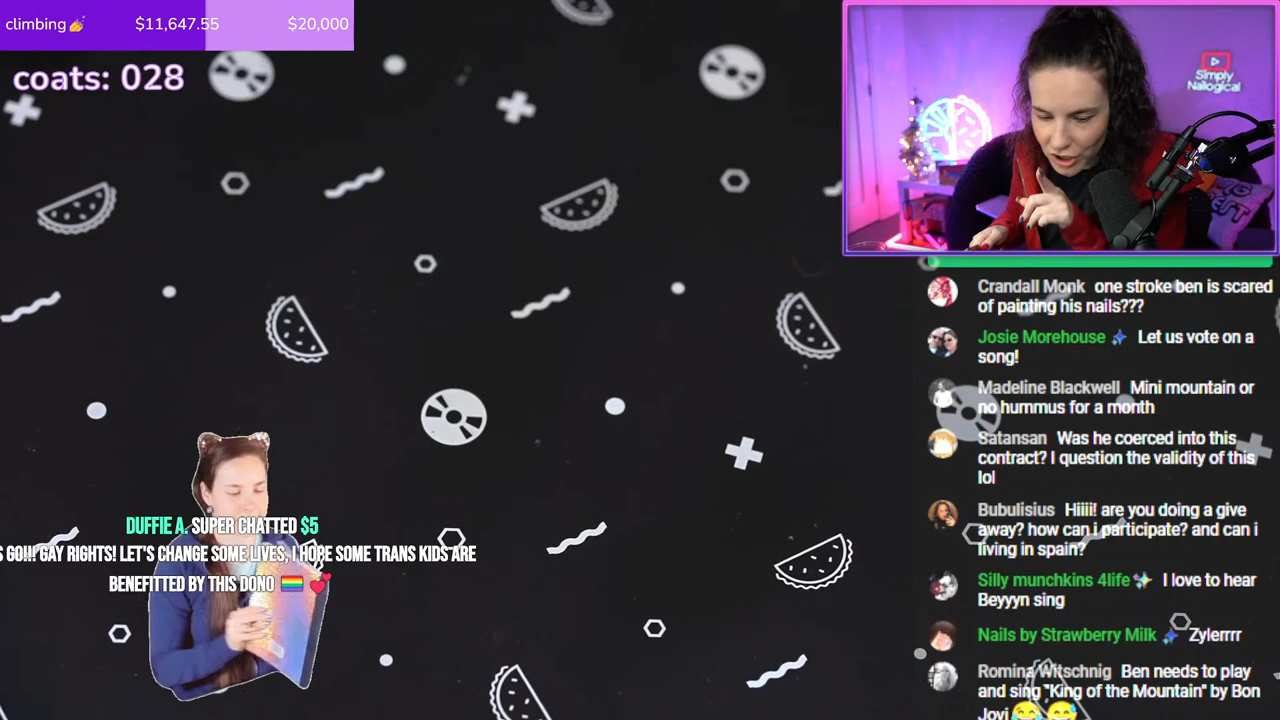 climbing💅 $11,647.55 $20,000
coats: 028
Simply
Nailogical
Crandall Monk one stroke ben is scared
of painting his nails???
Josie Morehouse ✨ Let us vote on a
song!
Madeline Blackwell Mini mountain or
no hummus for a month
Satansan Was he coerced into this
contract? I question the validity of this
lol
Bubulisius Hiiii! are you doing a give
away? how can i participate? and can i
living in spain?
Silly munchkins 4life✨ I love to hear
Beyyyn sing
Nails by Strawberry Milk ✨ Zylerrrr
Romina Witschnig Ben needs to play
and sing "King of the Mountain" by Bon
Jovi 😂😅
DUFFIE A. SUPER CHATTED $5
S GO!!! GAY RIGHTS! LET'S CHANGE SOME LIVES, I HOPE SOME TRANS KIDS ARE
BENEFITTED BY THIS DONO 🏳️‍🌈 💕